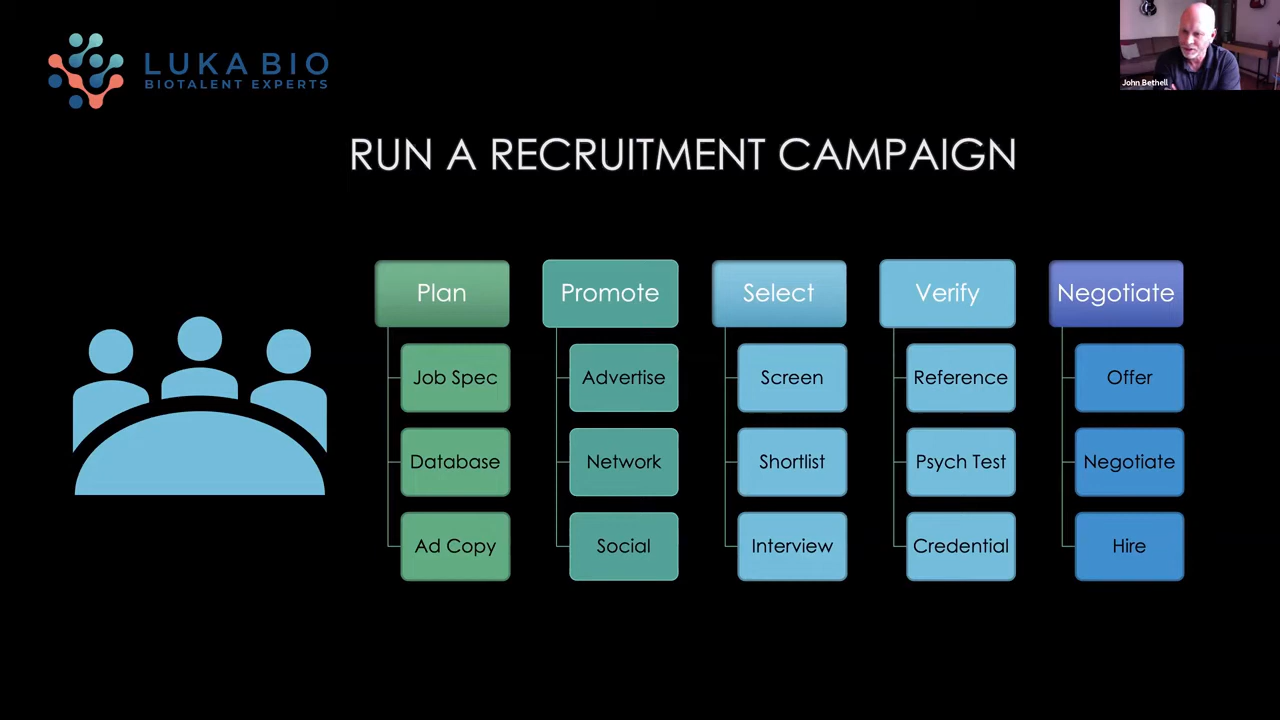 LUKA BIO
BIOTALENT EXPERTS
John Bethell
RUN A RECRUITMENT CAMPAIGN
Plan
Promote
Select
Verify
Negotiate
Job Spec
Advertise
Screen
Reference
Offer
Database
Network
Shortlist
Psych Test
Negotiate
Ad Copy
Social
Interview
Credential
Hire